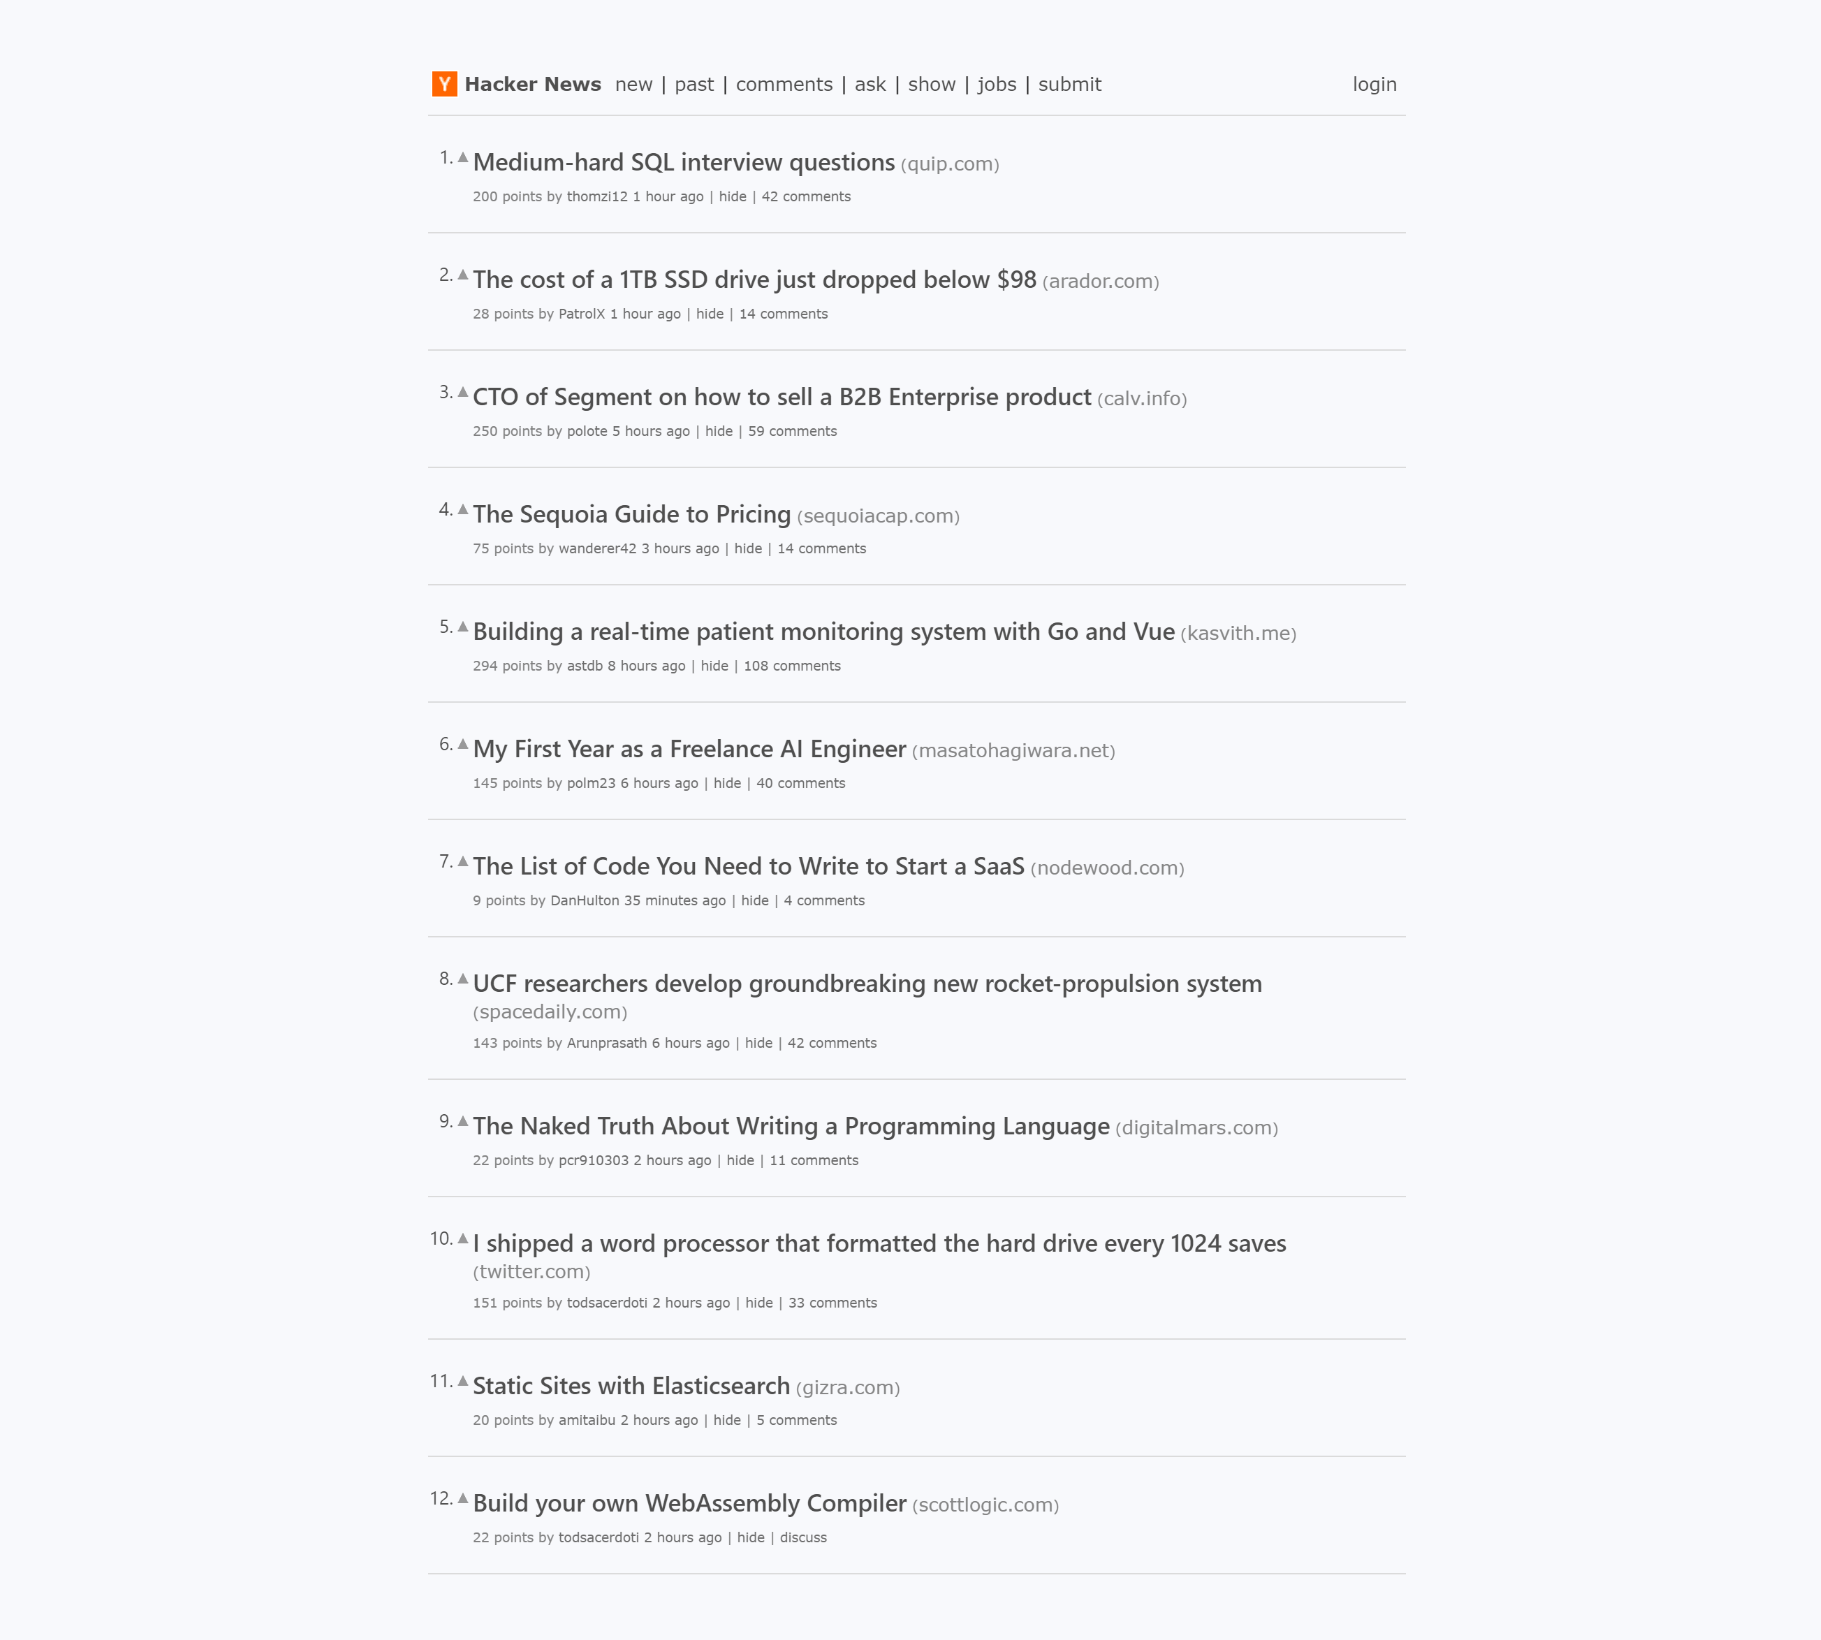 Y Hacker News new | past | comments | ask | show | jobs | submit login
1. ▲ Medium-hard SQL interview questions (quip.com)
200 points by thomzi12 1 hour ago | hide | 42 comments
2. ▲ The cost of a 1TB SSD drive just dropped below $98 (arador.com)
28 points by PatrolX 1 hour ago | hide | 14 comments
3. ▲ CTO of Segment on how to sell a B2B Enterprise product (calv.info)
250 points by polote 5 hours ago | hide | 59 comments
4. ▲ The Sequoia Guide to Pricing (sequoiacap.com)
75 points by wanderer42 3 hours ago | hide | 14 comments
5. ▲ Building a real-time patient monitoring system with Go and Vue (kasvith.me)
294 points by astdb 8 hours ago | hide | 108 comments
6. ▲ My First Year as a Freelance AI Engineer (masatohagiwara.net)
145 points by polm23 6 hours ago | hide | 40 comments
7. ▲ The List of Code You Need to Write to Start a SaaS (nodewood.com)
9 points by DanHulton 35 minutes ago | hide | 4 comments
8. ▲ UCF researchers develop groundbreaking new rocket-propulsion system
(spacedaily.com)
143 points by Arunprasath 6 hours ago | hide | 42 comments
9. ▲ The Naked Truth About Writing a Programming Language (digitalmars.com)
22 points by pcr910303 2 hours ago | hide | 11 comments
10. ▲ I shipped a word processor that formatted the hard drive every 1024 saves
(twitter.com)
151 points by todsacerdoti 2 hours ago | hide | 33 comments
11. ▲ Static Sites with Elasticsearch (gizra.com)
20 points by amitaibu 2 hours ago | hide | 5 comments
12. ▲ Build your own WebAssembly Compiler (scottlogic.com)
22 points by todsacerdoti 2 hours ago | hide | discuss